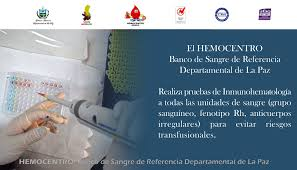 El HEMOCENTRO
Banco de Sangre de Referencia
Departamental de La Paz
Realiza pruebas de Inmunohematología
a todas las unidades de sangre (grupo
sanguíneo, fenotipo Rh, anticuerpos
irregulares) para evitar riesgos
transfusionales.
HEMOCENTRO Banco de Sangre de Referencia Departamental de La Paz